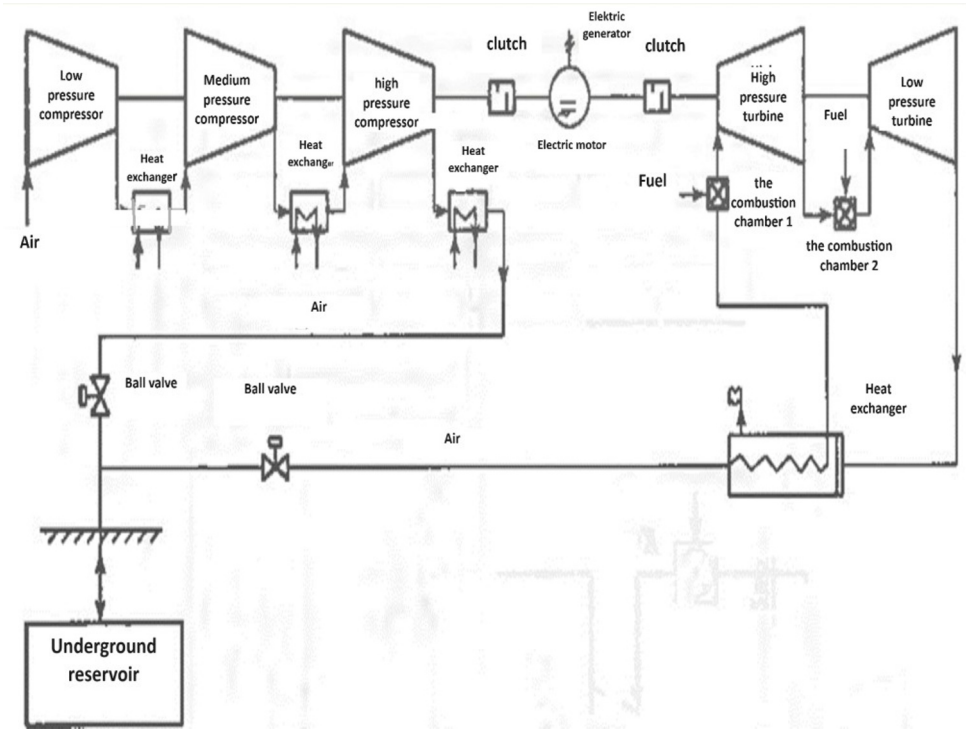 Low
pressure
compressor
Medium
pressure
compressor
high
pressure
compressor
clutch
Elektric
generator
clutch
Electric motor
High
pressure
turbine
Low
pressure
turbine
Fuel
Heat
exchanger
Heat
exchanger
Heat
exchanger
Fuel
the
combustion
chamber 1
the combustion
chamber 2
Air
Air
Ball valve
Ball valve
Air
Heat
exchanger
Underground
reservoir